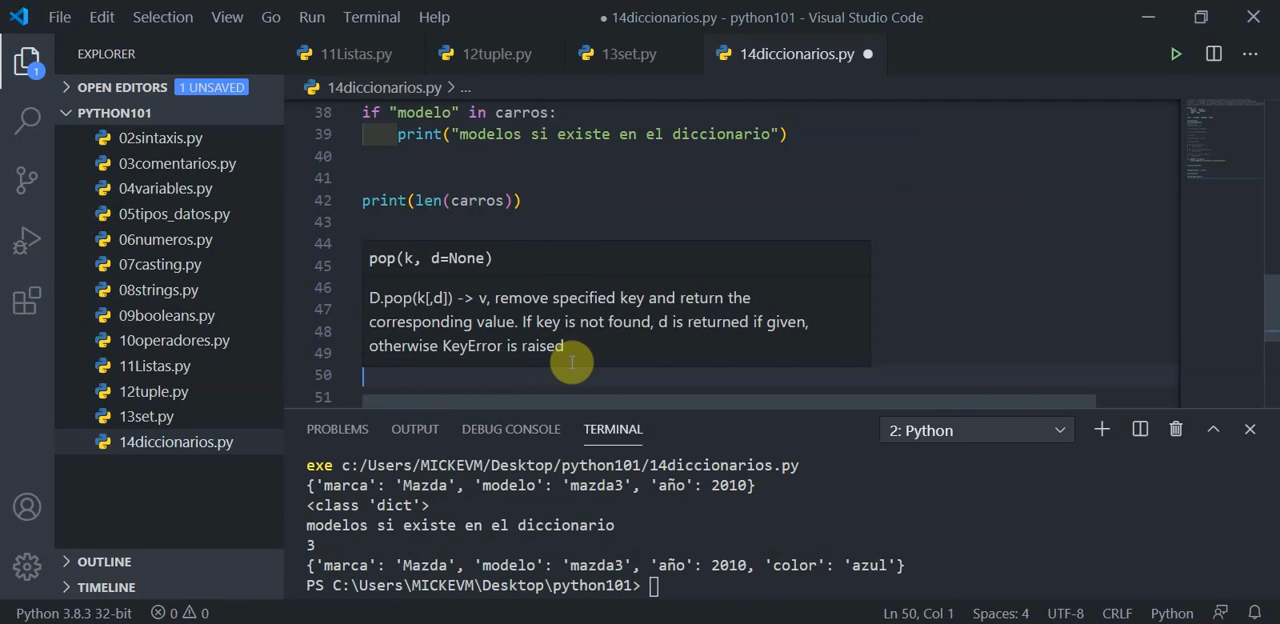 File Edit Selection View Go Run Terminal Help ● 14diccionarios.py - python101 - Visual Studio Code
EXPLORER
11Listas.py 12tuple.py 13set.py 14diccionarios.py ●
1
OPEN EDITORS 1 UNSAVED
14diccionarios.py > ...
PYTHON101
02sintaxis.py
03comentarios.py
04variables.py
05tipos_datos.py
06numeros.py
07casting.py
08strings.py
09booleans.py
10operadores.py
11Listas.py
12tuple.py
13set.py
14diccionarios.py
OUTLINE
TIMELINE
38 if "modelo" in carros:
39 print("modelos si existe en el diccionario")
40
41
42 print(len(carros))
43
44
45
46
47
48
49
50
51
pop(k, d=None)
D.pop(k[,d]) -> v, remove specified key and return the
corresponding value. If key is not found, d is returned if given,
otherwise KeyError is raised
PROBLEMS OUTPUT DEBUG CONSOLE TERMINAL 2: Python
exe c:/Users/MICKEVM/Desktop/python101/14diccionarios.py
{'marca': 'Mazda', 'modelo': 'mazda3', 'año': 2010}
<class 'dict'>
modelos si existe en el diccionario
3
{'marca': 'Mazda', 'modelo': 'mazda3', 'año': 2010, 'color': 'azul'}
PS C:\Users\MICKEVM\Desktop\python101>
Python 3.8.3 32-bit 0 0 Ln 50, Col 1 Spaces: 4 UTF-8 CRLF Python